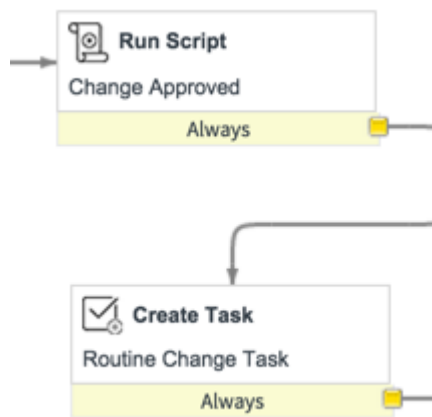 Run Script
Change Approved
Always
Create Task
Routine Change Task
Always